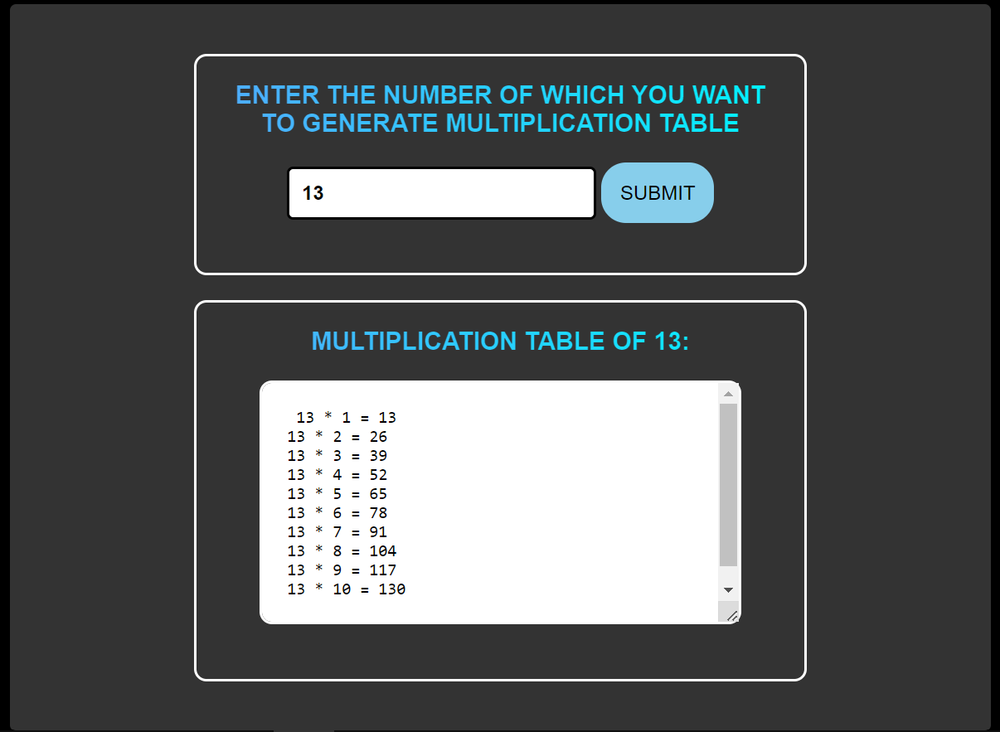 ENTER THE NUMBER OF WHICH YOU WANT
TO GENERATE MULTIPLICATION TABLE
13
SUBMIT
MULTIPLICATION TABLE OF 13:
13 * 1 = 13
13 * 2 = 26
13 * 3 = 39
13 * 4 = 52
13 * 5 = 65
13 * 6 = 78
13 * 7 = 91
13 * 8 = 104
13 * 9 = 117
13 * 10 = 130